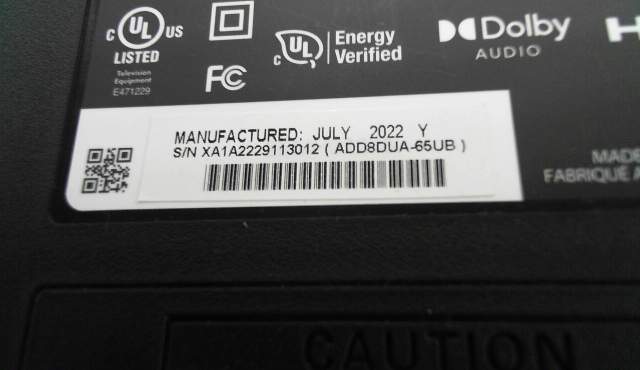 c UL US
LISTED
Television
Equipment
E471229
FC
c UL Energy
Verified
Dolby
AUDIO
H
MANUFACTURED: JULY 2022 Y
S/N XA1A2229113012 ( ADD8DUA-65UB )
MADE
FABRIQUÉ A
CAUTION